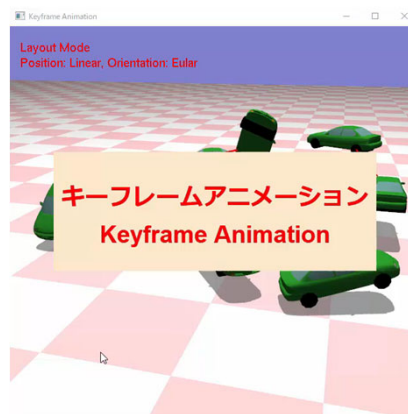 Keyframe Animation
Layout Mode
Position: Linear, Orientation: Eular
キーフレームアニメーション
Keyframe Animation